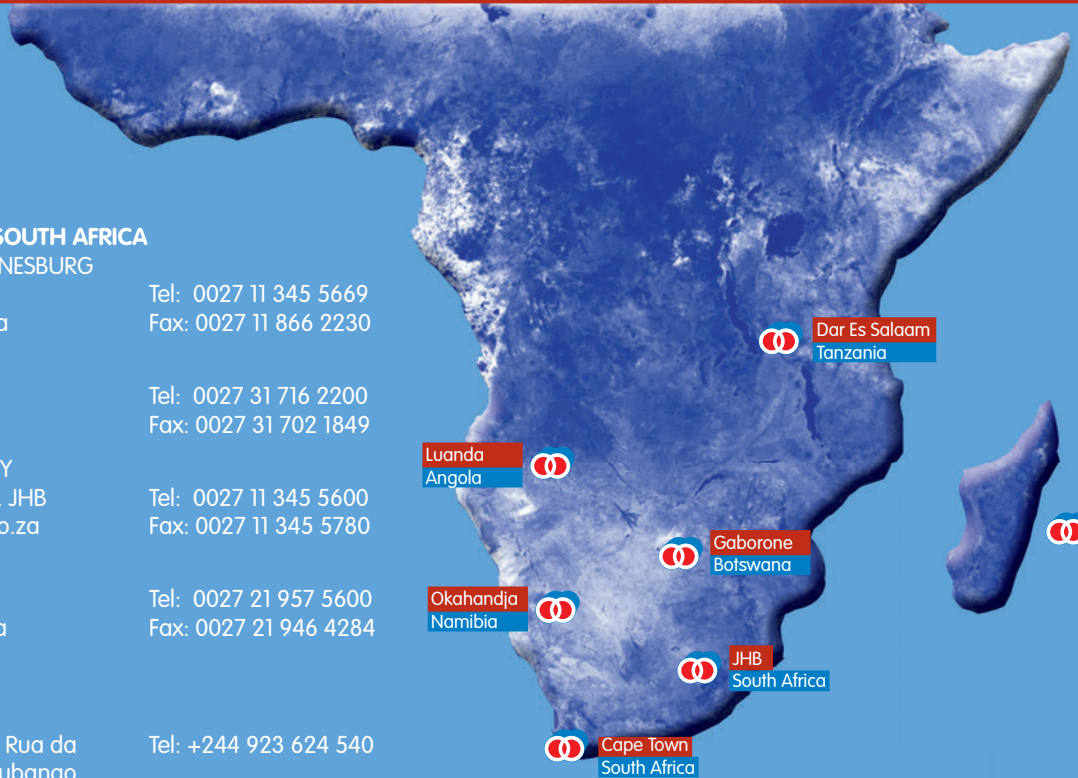 SOUTH AFRICA
NESBURG
Tel: 0027 11 345 5669
a Fax: 0027 11 866 2230
Tel: 0027 31 716 2200
Fax: 0027 31 702 1849
Y
JHB Tel: 0027 11 345 5600
o.za Fax: 0027 11 345 5780
Tel: 0027 21 957 5600
a Fax: 0027 21 946 4284
Rua da Tel: +244 923 624 540
ubango
Dar Es Salaam
Tanzania
Luanda
Angola
Gaborone
Botswana
Okahandja
Namibia
JHB
South Africa
Cape Town
South Africa